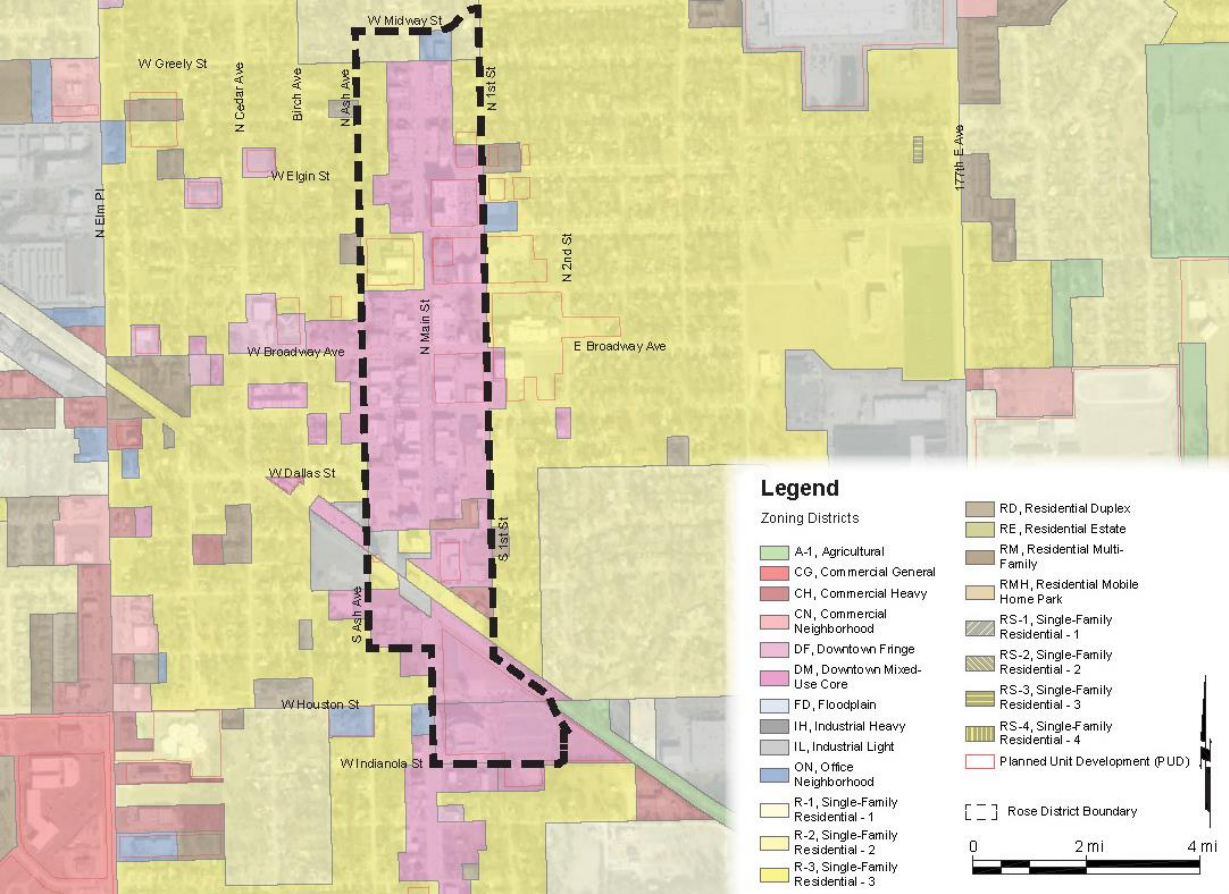 W Midway St
W Greely St
N Cedar Ave
Birch Ave
N Ash Ave
N 1st St
W Elgin St
N Elm Pl
177th E Ave
N 2nd St
N Main St
W Broadway Ave
E Broadway Ave
W Dallas St
S 1st St
S Ash Ave
W Houston St
W Indianola St
Legend
Zoning Districts
A-1, Agricultural
CG, Commercial General
CH, Commercial Heavy
CN, Commercial
Neighborhood
DF, Downtown Fringe
DM, Downtown Mixed-
Use Core
FD, Floodplain
IH, Industrial Heavy
IL, Industrial Light
ON, Office
Neighborhood
R-1, Single-Family
Residential - 1
R-2, Single-Family
Residential - 2
R-3, Single-Family
Residential - 3
RD, Residential Duplex
RE, Residential Estate
RM, Residential Multi-
Family
RMH, Residential Mobile
Home Park
RS-1, Single-Family
Residential - 1
RS-2, Single-Family
Residential - 2
RS-3, Single-Family
Residential - 3
RS-4, Single-Family
Residential - 4
Planned Unit Development (PUD)
Rose District Boundary
0 2 mi 4 mi